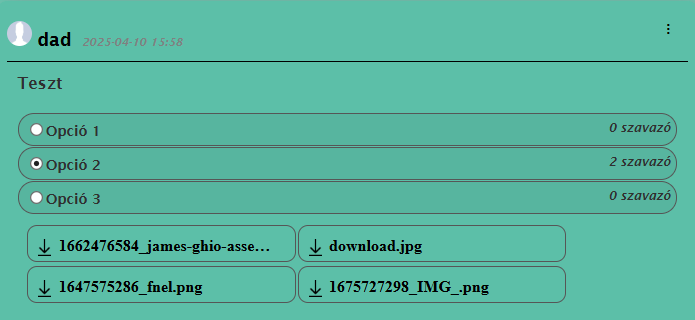 dad 2025-04-10 15:58
Teszt
Opció 1 0 szavazó
Opció 2 2 szavazó
Opció 3 0 szavazó
1662476584_james-ghio-asse... download.jpg
1647575286_fnel.png 1675727298_IMG_.png